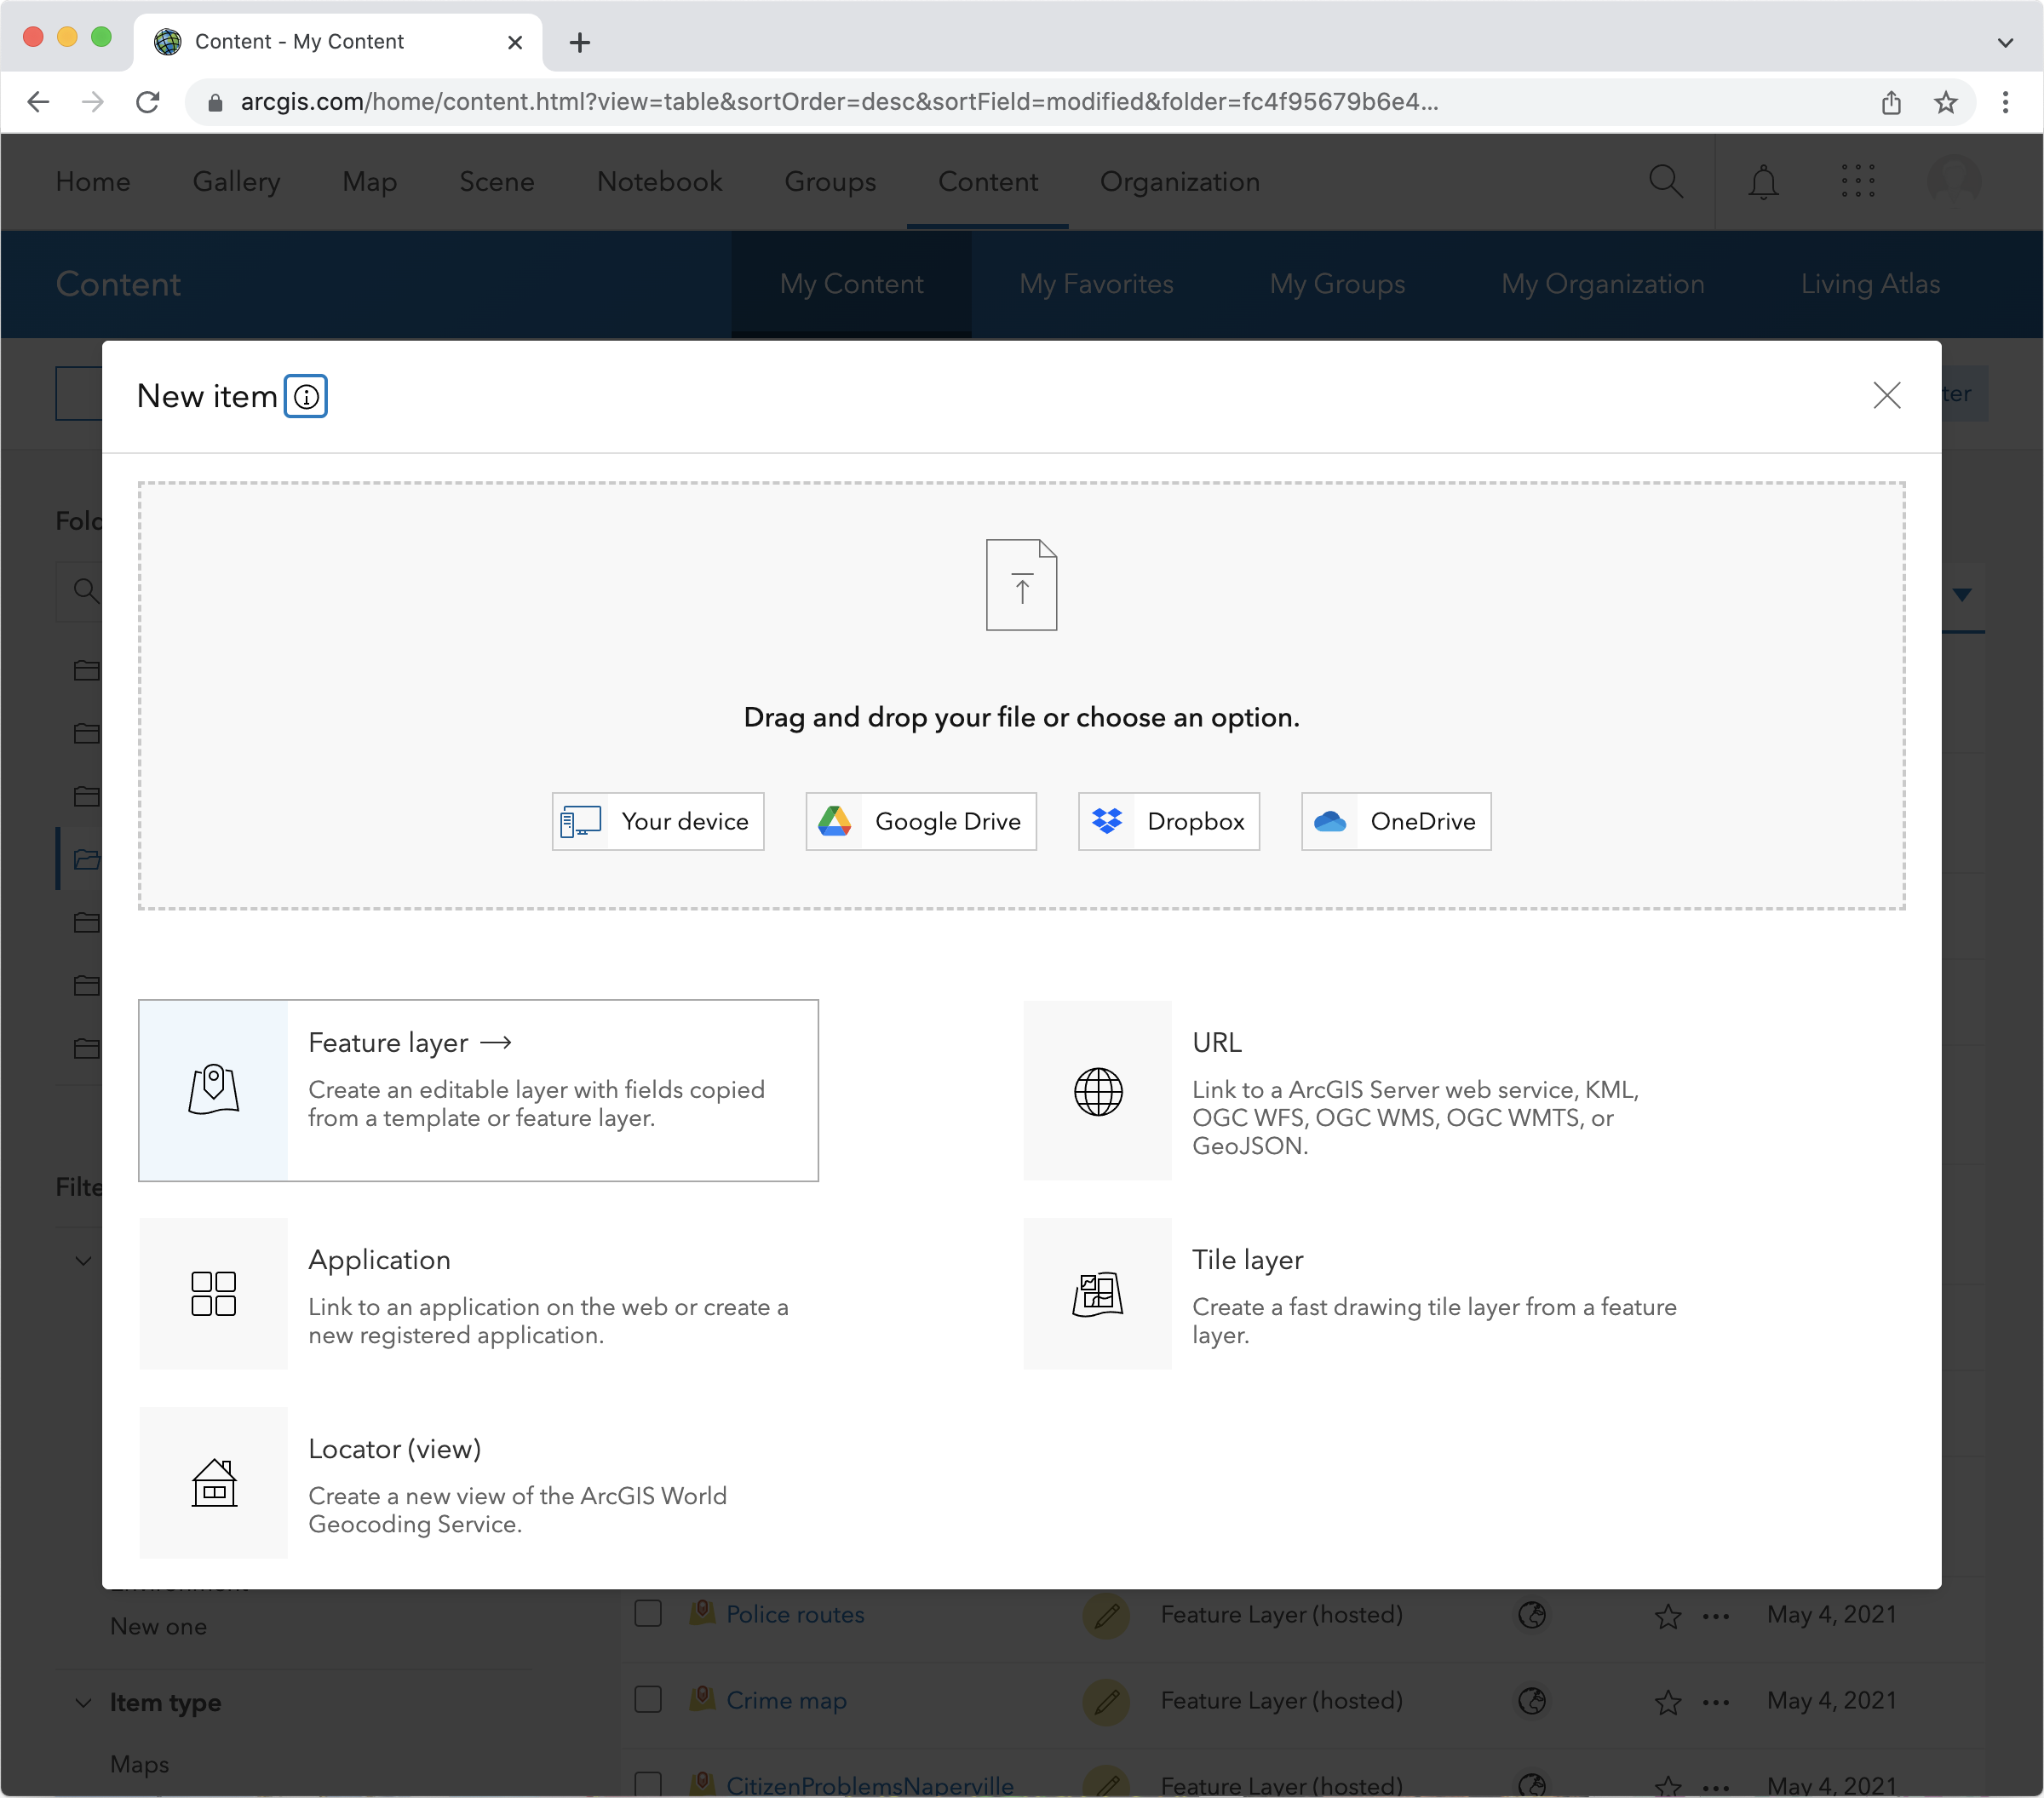 Content - My Content
arcgis.com/home/content.html?view=table&sortOrder=desc&sortField=modified&folder=fc4f95679b6e4...
Home Gallery Map Scene Notebook Groups Content Organization
Content My Content My Favorites My Groups My Organization Living Atlas
New item
ter
Drag and drop your file or choose an option.
Your device Google Drive Dropbox OneDrive
Feature layer
Create an editable layer with fields copied
from a template or feature layer.
URL
Link to a ArcGIS Server web service, KML,
OGC WFS, OGC WMS, OGC WMTS, or
GeoJSON.
Application
Link to an application on the web or create a
new registered application.
Tile layer
Create a fast drawing tile layer from a feature
layer.
Locator (view)
Create a new view of the ArcGIS World
Geocoding Service.
Fold
Filte
New one
Item type
Maps
Police routes Feature Layer (hosted) May 4, 2021
Crime map Feature Layer (hosted) May 4, 2021
CitizenProblemsNaperville Feature Layer (hosted) May 4, 2021